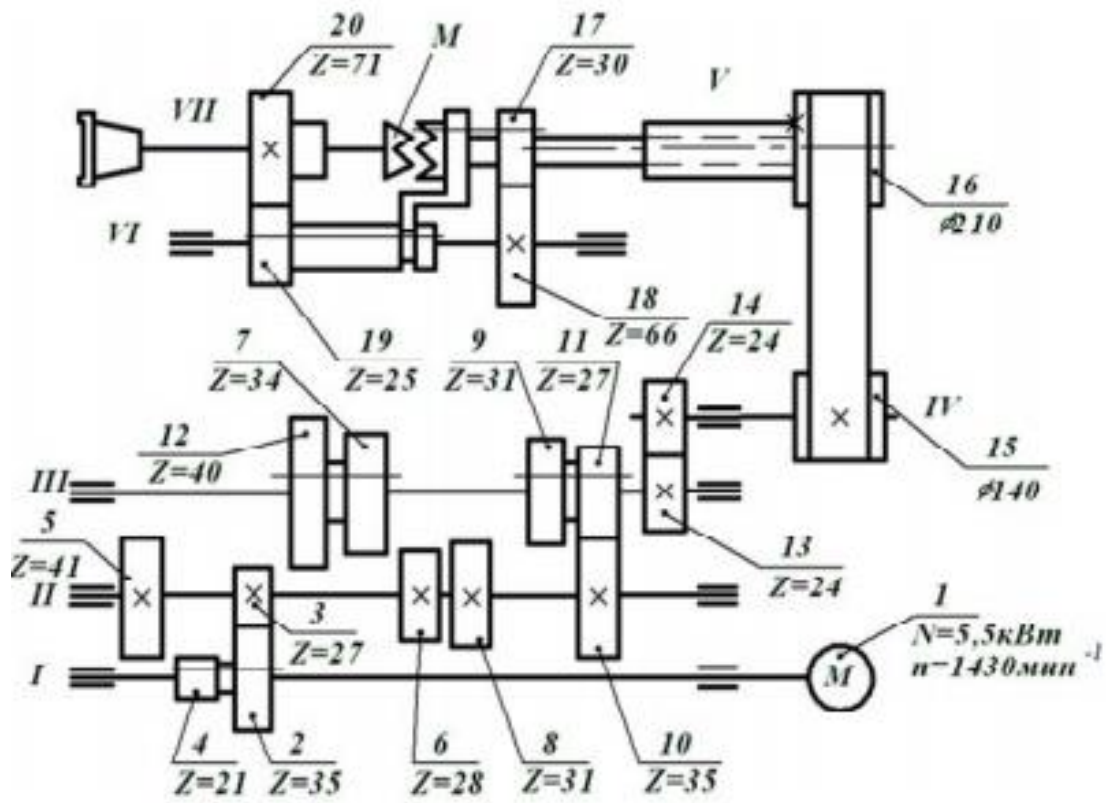 20
Z=71
M
17
Z=30
V
VII
16
⌀210
VI
18
Z=66
14
Z=24
7
Z=34
19
Z=25
9
Z=31
11
Z=27
IV
12
Z=40
15
⌀140
III
5
Z=41
II
13
Z=24
3
Z=27
1
N=5,5кВт
n=1430мин -1
I
M
4
Z=21
2
Z=35
6
Z=28
8
Z=31
10
Z=35